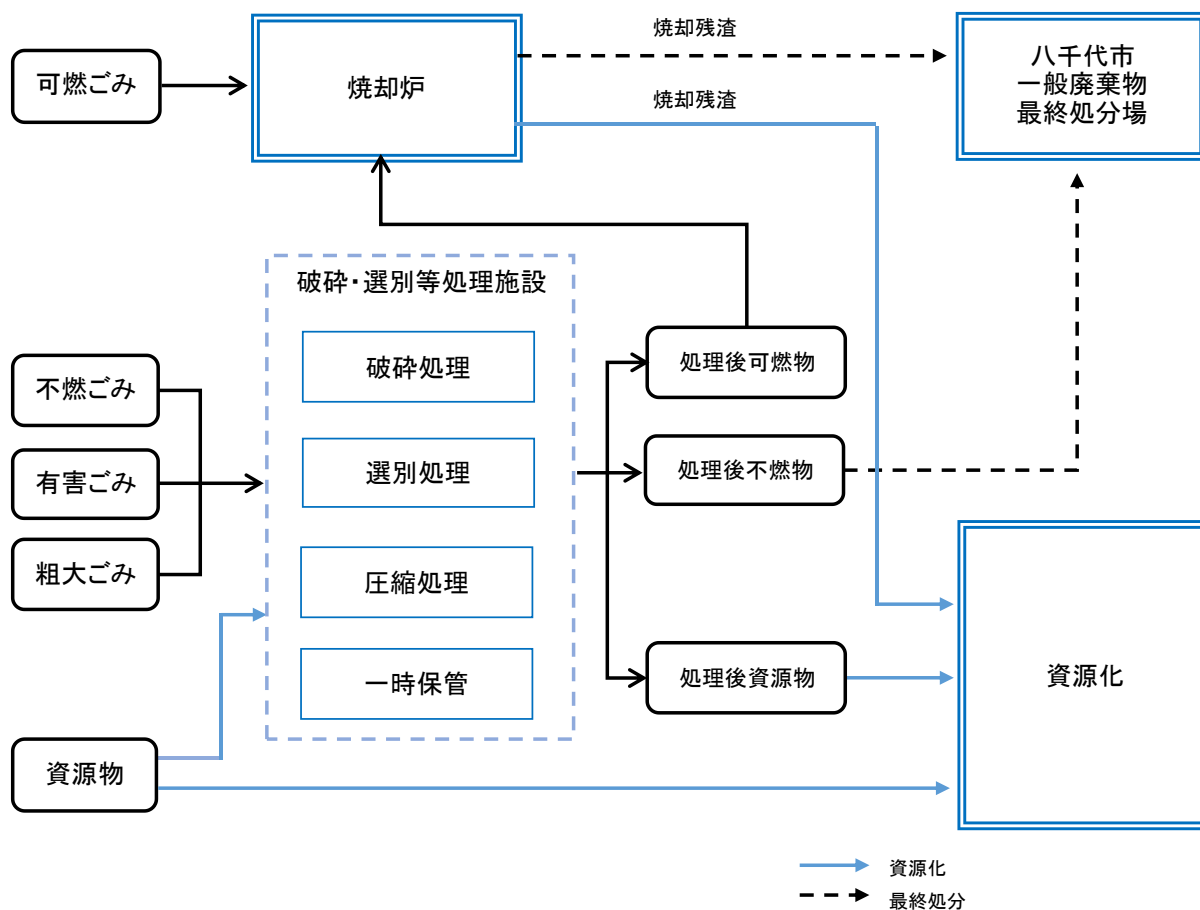 焼却残渣
可燃ごみ
焼却炉
焼却残渣
八千代市
一般廃棄物
最終処分場
破砕・選別等処理施設
破砕処理
選別処理
圧縮処理
一時保管
不燃ごみ
有害ごみ
粗大ごみ
資源物
処理後可燃物
処理後不燃物
処理後資源物
資源化
資源化
最終処分